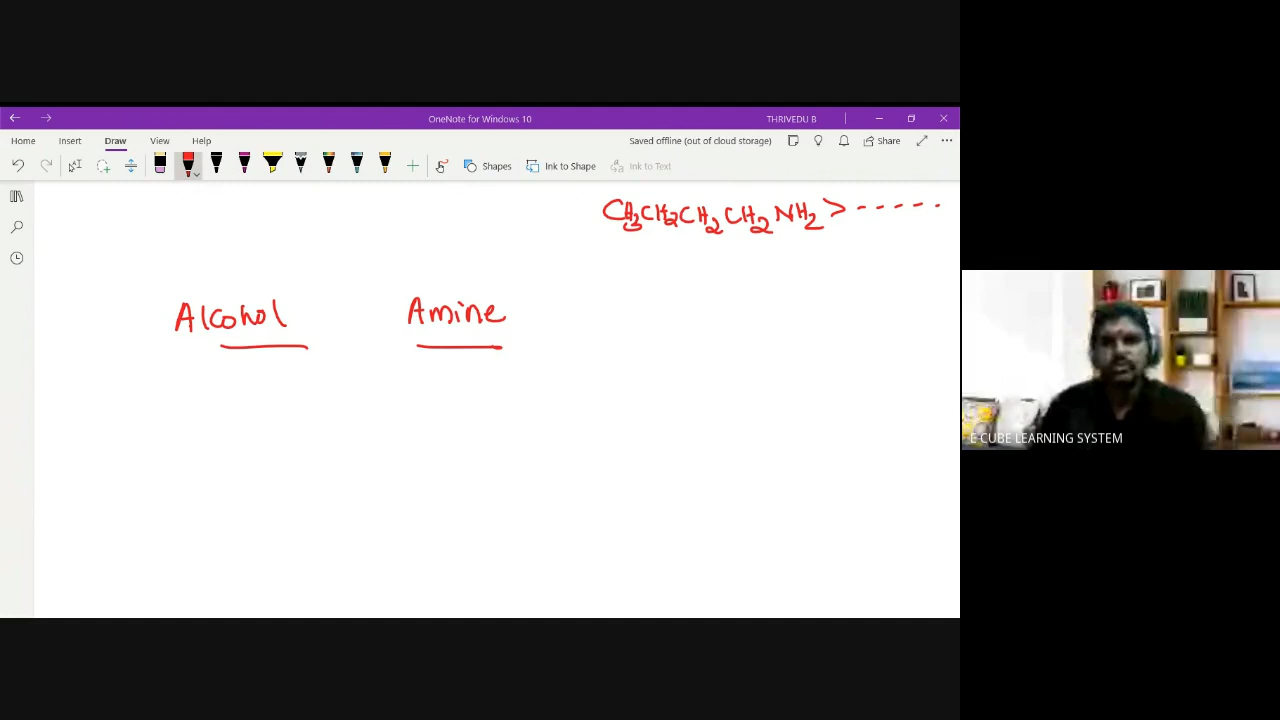 OneNote for Windows 10
THRIVEDU B
Home Insert Draw View Help
Saved offline (out of cloud storage)
Share
Shapes
Ink to Shape
Ink to Text
CH3CH2CH2CH2NH2>-----
Alcohol Amine
E CUBE LEARNING SYSTEM